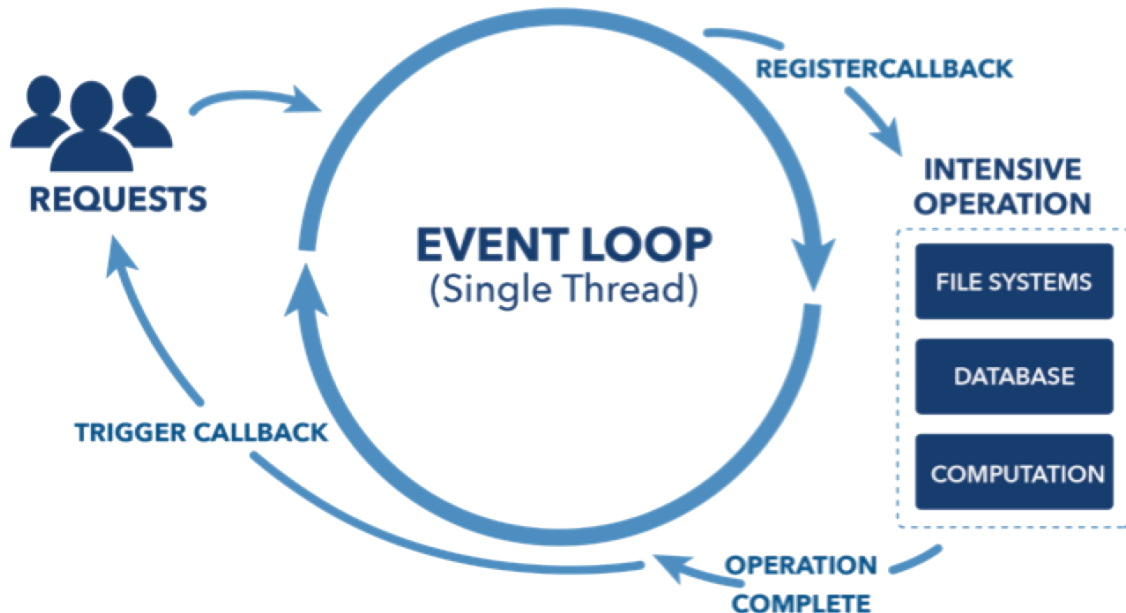 REGISTERCALLBACK
REQUESTS
INTENSIVE
OPERATION
EVENT LOOP
(Single Thread)
FILE SYSTEMS
DATABASE
COMPUTATION
TRIGGER CALLBACK
OPERATION
COMPLETE